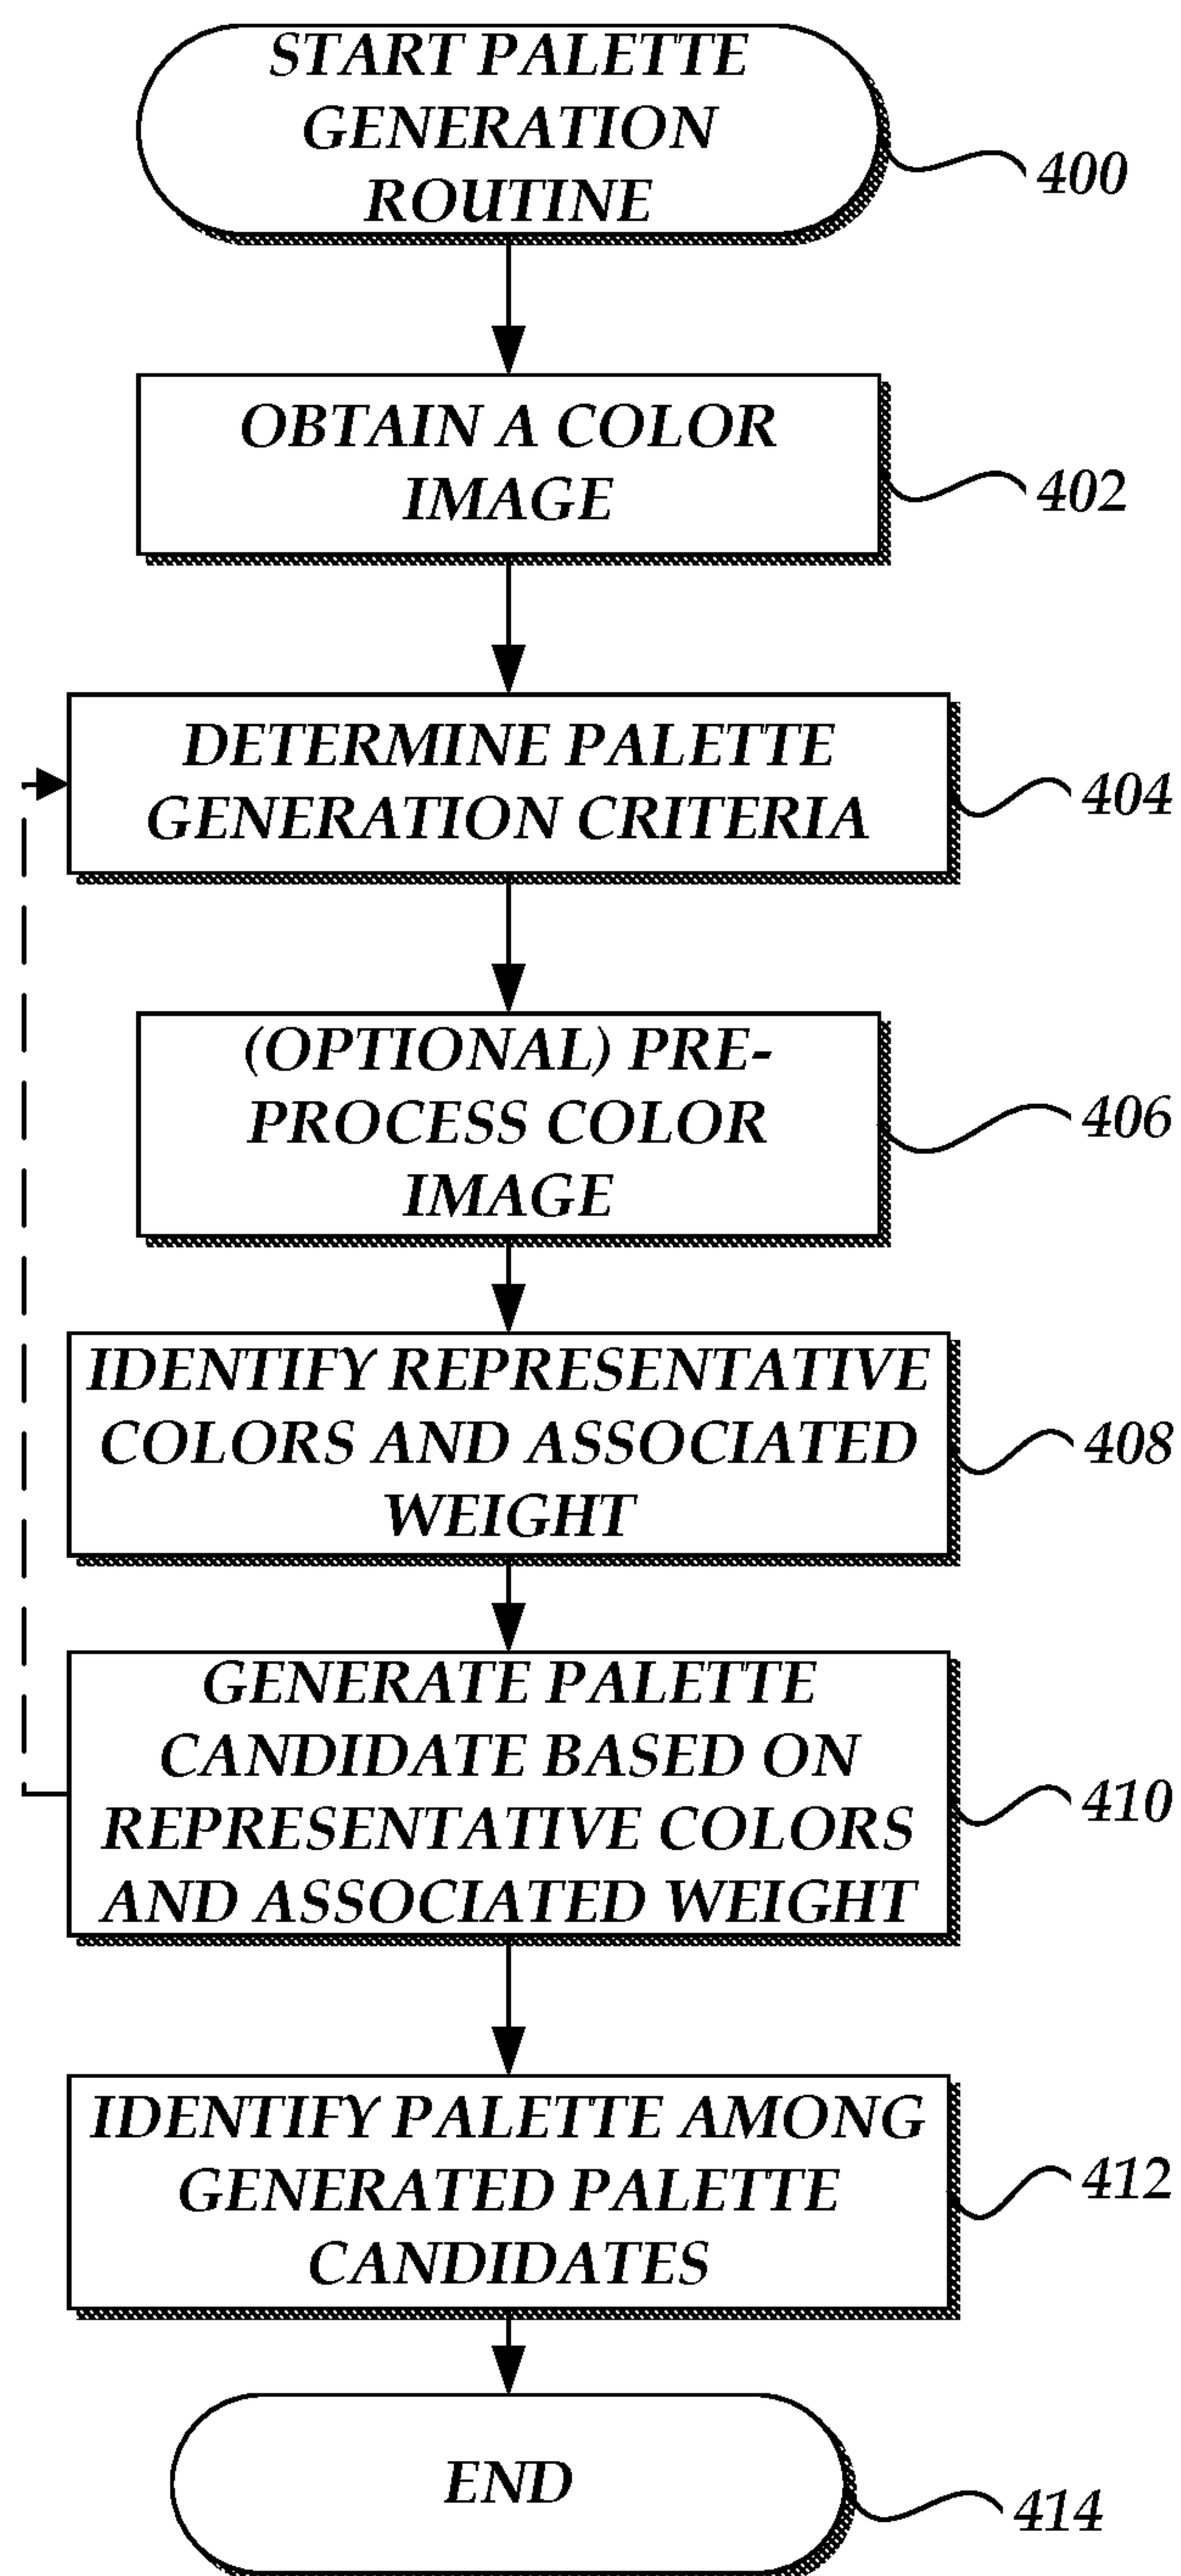 START PALETTE
GENERATION
ROUTINE
400
OBTAIN A COLOR
IMAGE
402
DETERMINE PALETTE
GENERATION CRITERIA
404
(OPTIONAL) PRE-
PROCESS COLOR
IMAGE
406
IDENTIFY REPRESENTATIVE
COLORS AND ASSOCIATED
WEIGHT
408
GENERATE PALETTE
CANDIDATE BASED ON
REPRESENTATIVE COLORS
AND ASSOCIATED WEIGHT
410
IDENTIFY PALETTE AMONG
GENERATED PALETTE
CANDIDATES
412
END
414